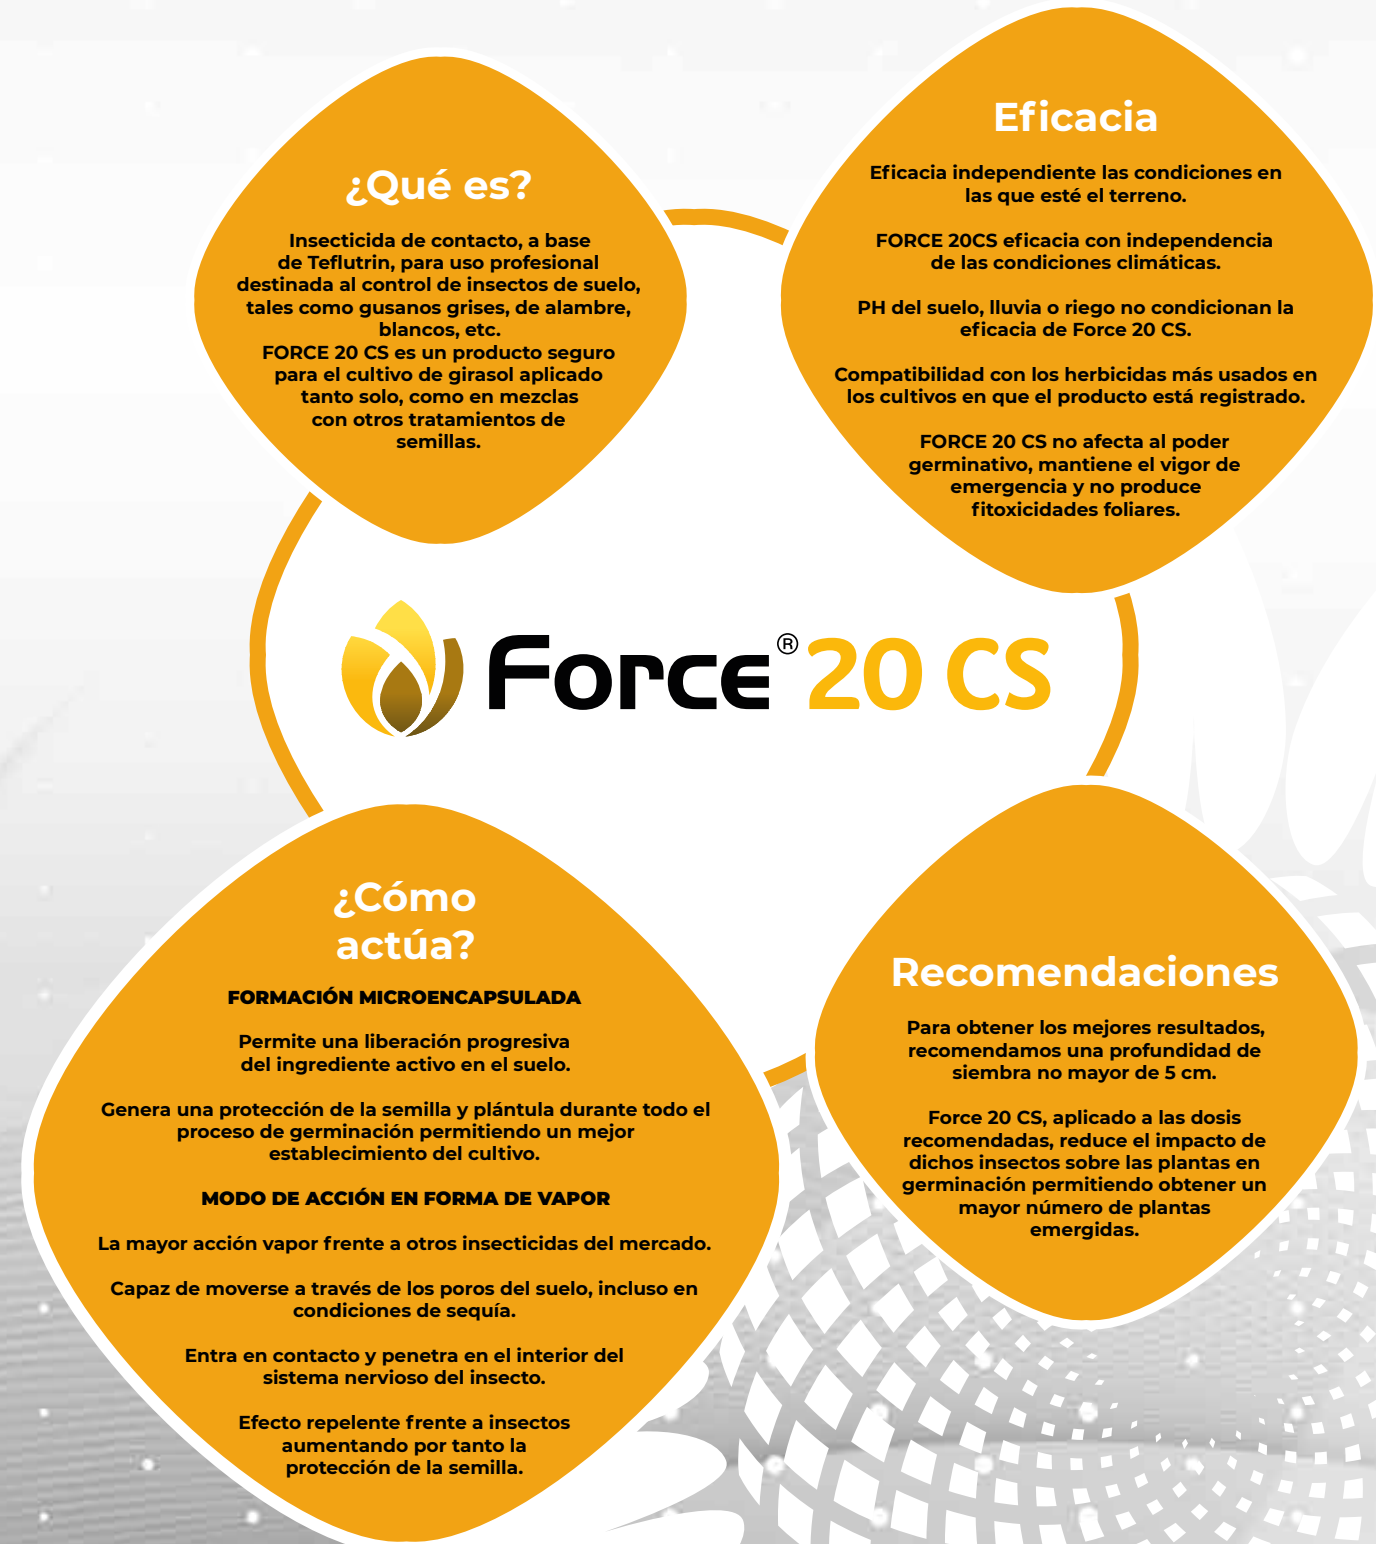 ¿Qué es?
Insecticida de contacto, a base
de Teflutrin, para uso profesional
destinada al control de insectos de suelo,
tales como gusanos grises, de alambre,
blancos, etc.
FORCE 20 CS es un producto seguro
para el cultivo de girasol aplicado
tanto solo, como en mezclas
con otros tratamientos de
semillas.
Eficacia
Eficacia independiente las condiciones en
las que esté el terreno.
FORCE 20CS eficacia con independencia
de las condiciones climáticas.
PH del suelo, lluvia o riego no condicionan la
eficacia de Force 20 CS.
Compatibilidad con los herbicidas más usados en
los cultivos en que el producto está registrado.
FORCE 20 CS no afecta al poder
germinativo, mantiene el vigor de
emergencia y no produce
fitoxicidades foliares.
Force® 20 CS
¿Cómo
actúa?
FORMACIÓN MICROENCAPSULADA
Permite una liberación progresiva
del ingrediente activo en el suelo.
Genera una protección de la semilla y plántula durante todo el
proceso de germinación permitiendo un mejor
establecimiento del cultivo.
MODO DE ACCIÓN EN FORMA DE VAPOR
La mayor acción vapor frente a otros insecticidas del mercado.
Capaz de moverse a través de los poros del suelo, incluso en
condiciones de sequía.
Entra en contacto y penetra en el interior del
sistema nervioso del insecto.
Efecto repelente frente a insectos
aumentando por tanto la
protección de la semilla.
Recomendaciones
Para obtener los mejores resultados,
recomendamos una profundidad de
siembra no mayor de 5 cm.
Force 20 CS, aplicado a las dosis
recomendadas, reduce el impacto de
dichos insectos sobre las plantas en
germinación permitiendo obtener un
mayor número de plantas
emergidas.